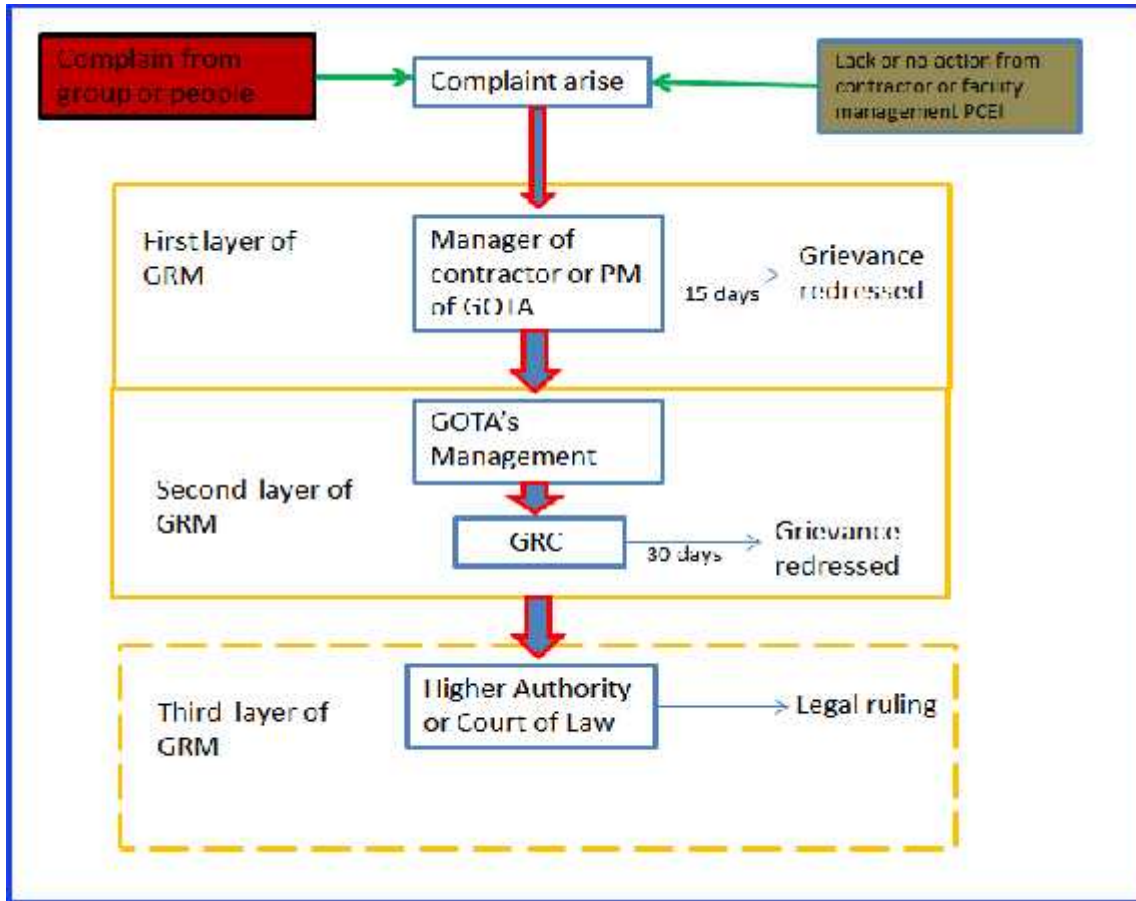 Complain from
group or people
Complaint arise
Lack or no action from
contractor or facility
management PCEI
First layer of
GRM
Manager of
contractor or PM
of GOTA
15 days
Grievance
redressed
GOTA's
Management
Second layer of
GRM
GRC
30 days
Grievance
redressed
Higher Authority
or Court of Law
Legal ruling
Third layer of
GRM